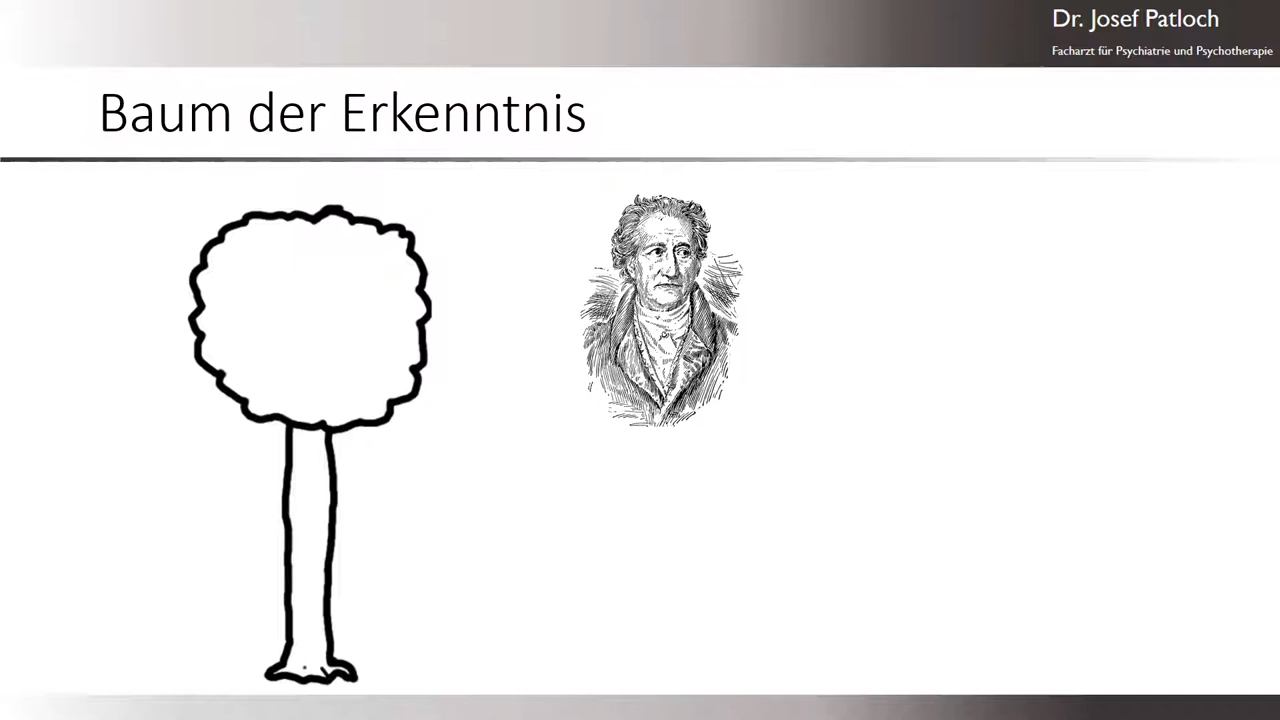 Dr. Josef Patloch
Facharzt für Psychiatrie und Psychotherapie
Baum der Erkenntnis